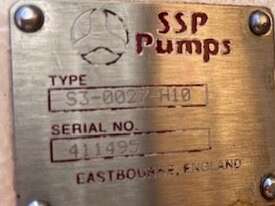 SSP
Pumps
TYPE
S3-0027 H10
SERIAL NO.
411495
EASTBOURNE, ENGLAND